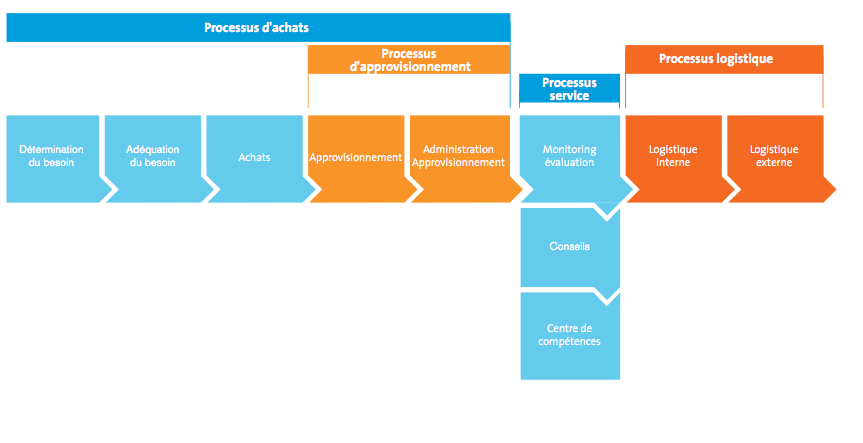 Processus d'achats
Processus
d'approvisionnement
Processus
service
Processus logistique
Détermination
du besoin
Adéquation
du besoin
Achats
Approvisionnement
Administration
Approvisionnement
Monitoring
évaluation
Logistique
interne
Logistique
externe
Conseils
Centre de
compétences